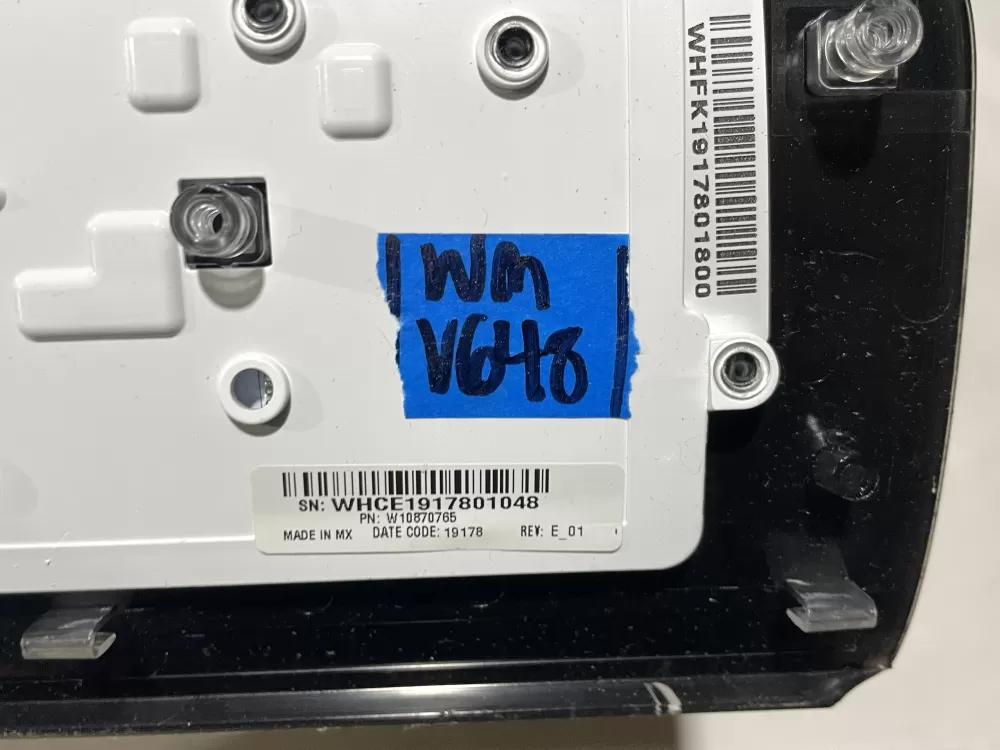 WHFK1917801800
WM
V648
SN: WHCE1917801048
PN: W10870765
MADE IN MX DATE CODE: 19178 REV: E_01